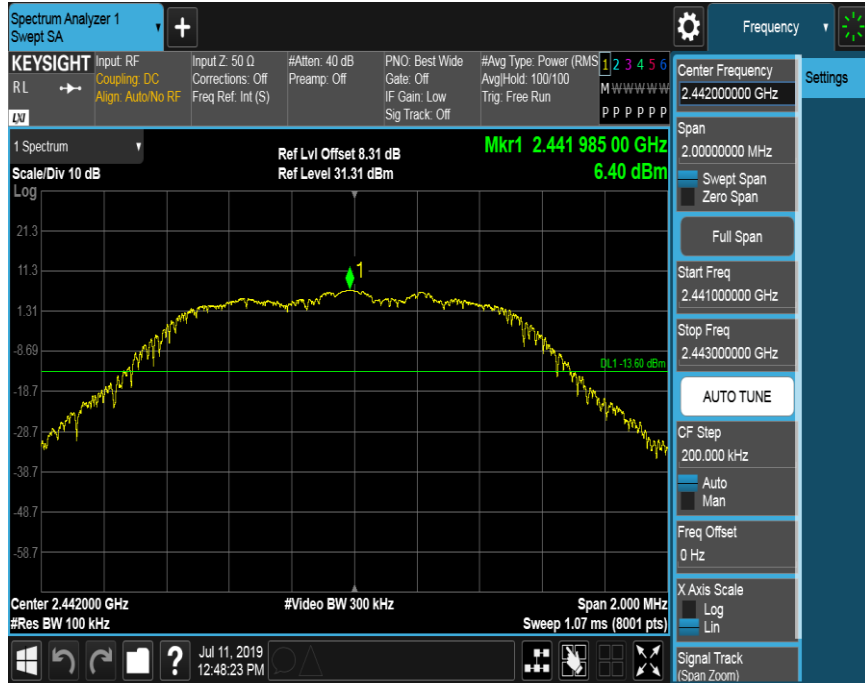 Spectrum Analyzer 1
Swept SA
+
Frequency
KEYSIGHT
RL
LXI
Input: RF
Coupling: DC
Align: Auto/No RF
Input Z: 50 Ω
Corrections: Off
Freq Ref: Int (S)
#Atten: 40 dB
Preamp: Off
PNO: Best Wide
Gate: Off
IF Gain: Low
Sig Track: Off
#Avg Type: Power (RMS
Avg|Hold: 100/100
Trig: Free Run
1 2 3 4 5 6
M W W W W W
P P P P P P
Settings
1 Spectrum
Scale/Div 10 dB
Log
Ref Lvl Offset 8.31 dB
Ref Level 31.31 dBm
Mkr1 2.441 985 00 GHz
6.40 dBm
21.3
11.3
1.31
-8.69
-18.7
-28.7
-38.7
-48.7
-58.7
1
DL1 -13.60 dBm
Center 2.442000 GHz
#Res BW 100 kHz
#Video BW 300 kHz
Span 2.000 MHz
Sweep 1.07 ms (8001 pts)
Center Frequency
2.442000000 GHz
Span
2.00000000 MHz
Swept Span
Zero Span
Full Span
Start Freq
2.441000000 GHz
Stop Freq
2.443000000 GHz
AUTO TUNE
CF Step
200.000 kHz
Auto
Man
Freq Offset
0 Hz
X Axis Scale
Log
Lin
Signal Track
(Span Zoom)
?
Jul 11, 2019
12:48:23 PM